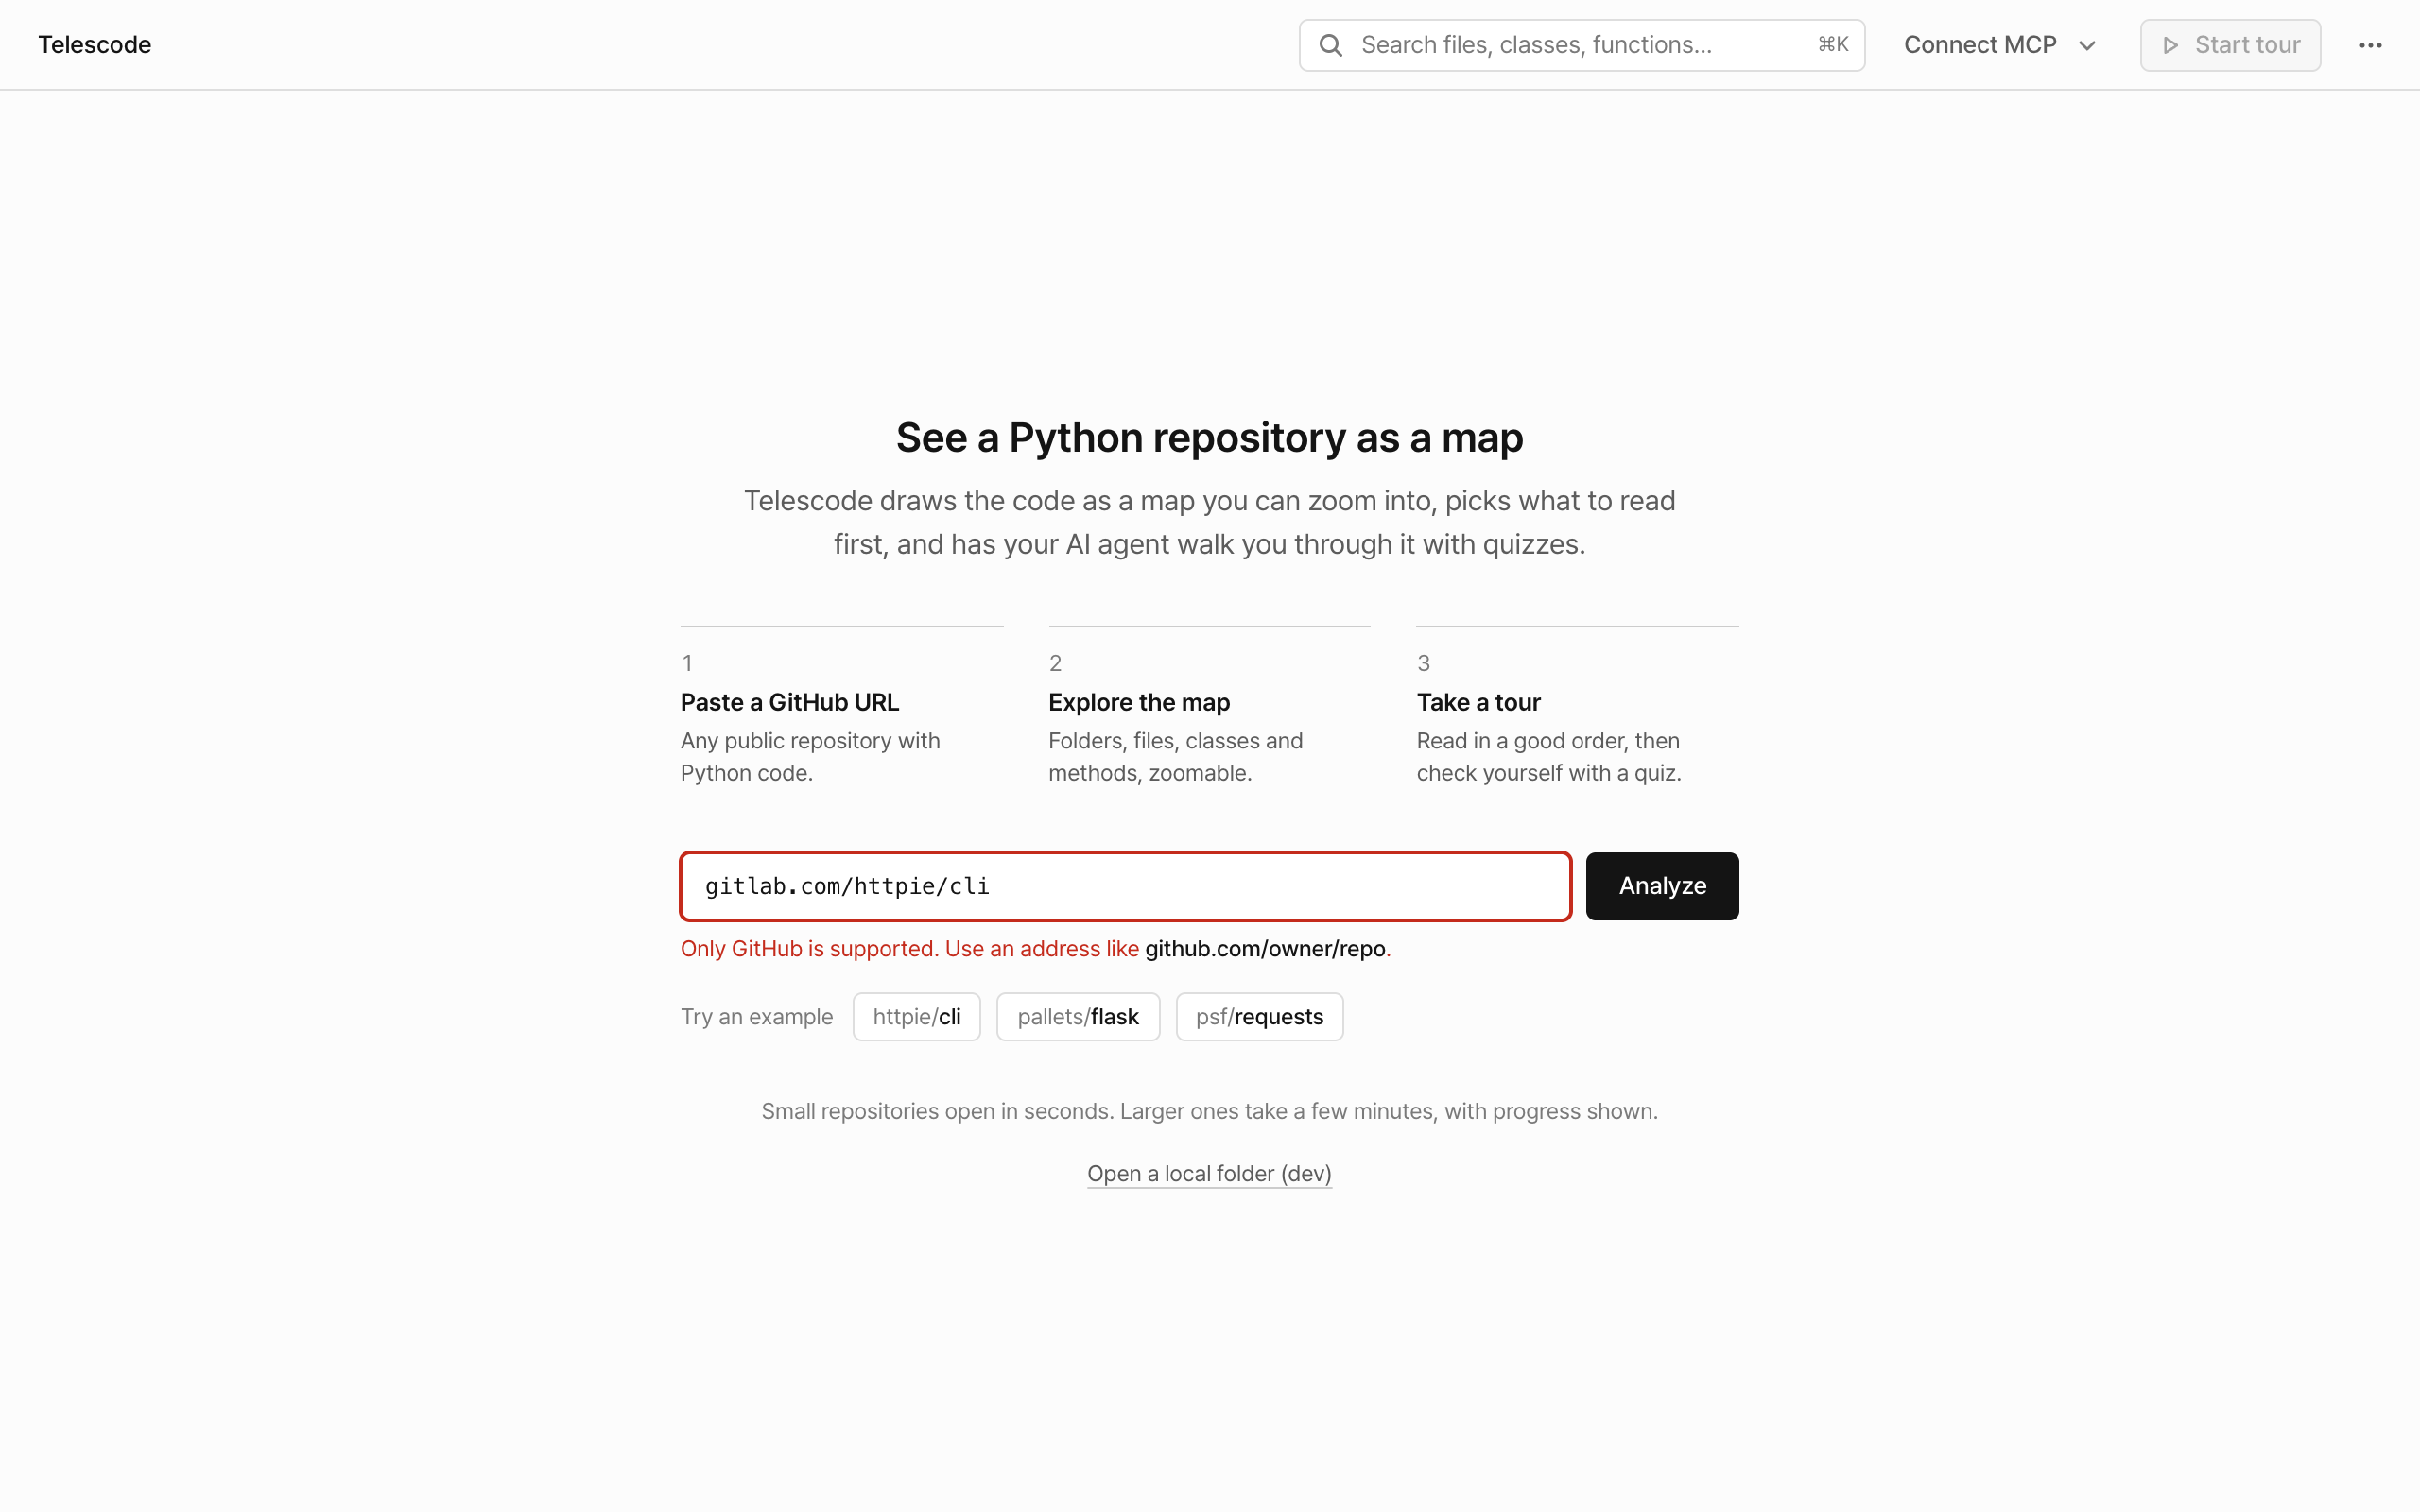 Telescode
Search files, classes, functions... ⌘K
Connect MCP
Start tour
See a Python repository as a map
Telescode draws the code as a map you can zoom into, picks what to read
first, and has your AI agent walk you through it with quizzes.
1
Paste a GitHub URL
Any public repository with
Python code.
2
Explore the map
Folders, files, classes and
methods, zoomable.
3
Take a tour
Read in a good order, then
check yourself with a quiz.
gitlab.com/httpie/cli
Analyze
Only GitHub is supported. Use an address like github.com/owner/repo.
Try an example httpie/cli pallets/flask psf/requests
Small repositories open in seconds. Larger ones take a few minutes, with progress shown.
Open a local folder (dev)